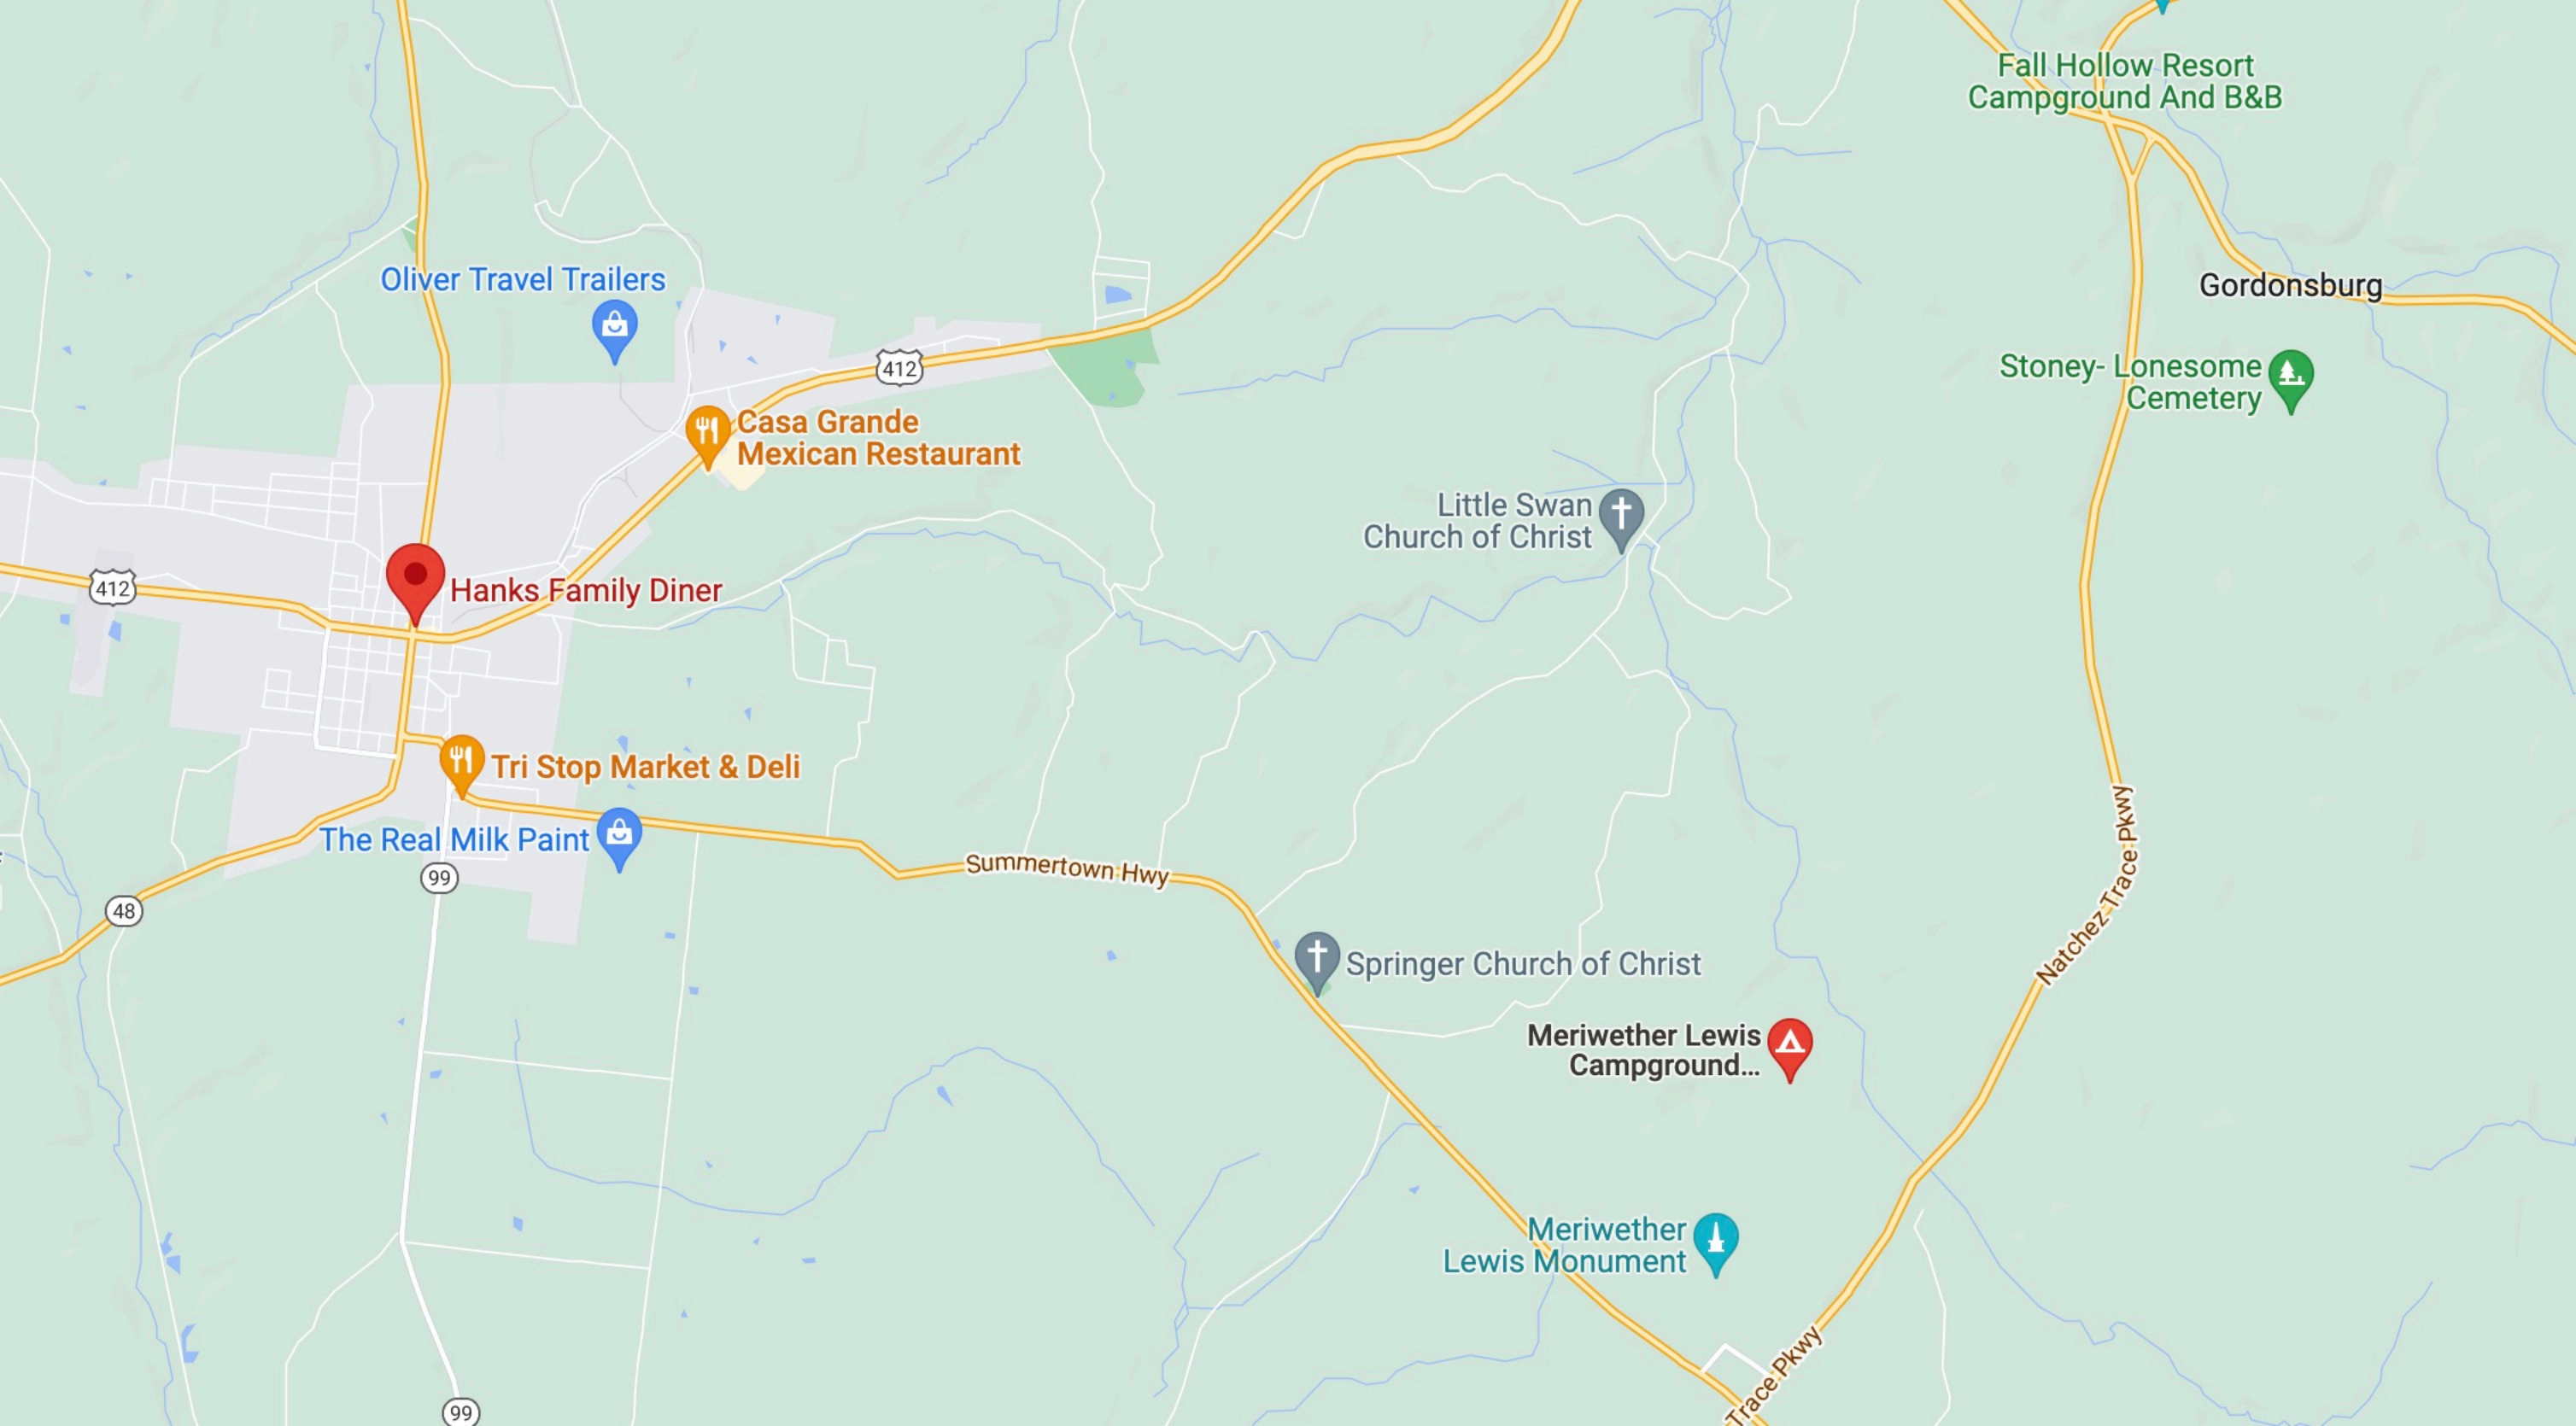 Fall Hollow Resort
Campground And B&B
Oliver Travel Trailers
Gordonsburg
412
Stoney- Lonesome
Cemetery
Casa Grande
Mexican Restaurant
Little Swan
Church of Christ
412
Hanks Family Diner
Tri Stop Market & Deli
The Real Milk Paint
Summertown Hwy
99
48
Natchez Trace Pkwy
Springer Church of Christ
Meriwether Lewis
Campground...
Meriwether
Lewis Monument
Trace Pkwy
99